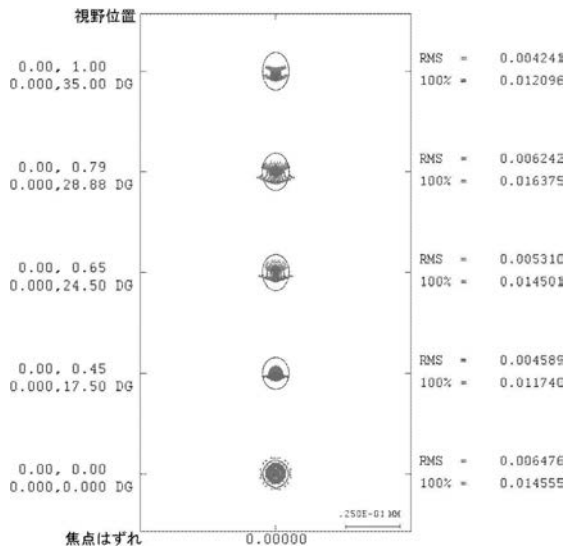 視野位置
0.00, 1.00
0.000,35.00 DG
RMS = 0.004241
100% = 0.012096
0.00, 0.79
0.000,28.88 DG
RMS = 0.006242
100% = 0.016375
0.00, 0.65
0.000,24.50 DG
RMS = 0.005310
100% = 0.014501
0.00, 0.45
0.000,17.50 DG
RMS = 0.004589
100% = 0.011740
0.00, 0.00
0.000,0.000 DG
RMS = 0.006476
100% = 0.014555
.250E-01 MM
焦点はずれ 0.00000